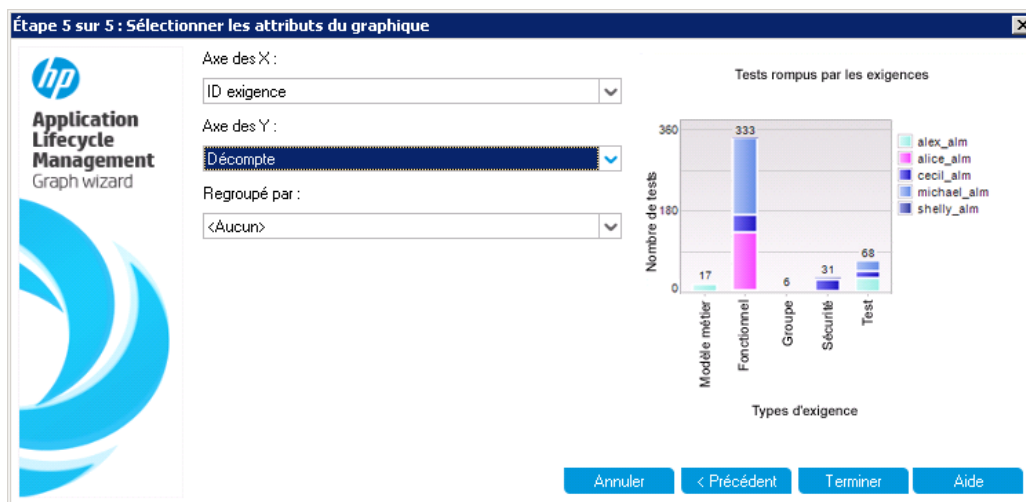 Étape 5 sur 5 : Sélectionner les attributs du graphique
hp
Application
Lifecycle
Management
Graph wizard
Axe des X :
ID exigence
Axe des Y :
Décompte
Regroupé par :
<Aucun>
Tests rompus par les exigences
Nombre de tests
360
180
0
17
333
6
31
68
Modèle métier
Fonctionnel
Groupe
Sécurité
Test
Types d'exigence
alex_alm
alice_alm
cecil_alm
michael_alm
shelly_alm
Annuler
< Précédent
Terminer
Aide